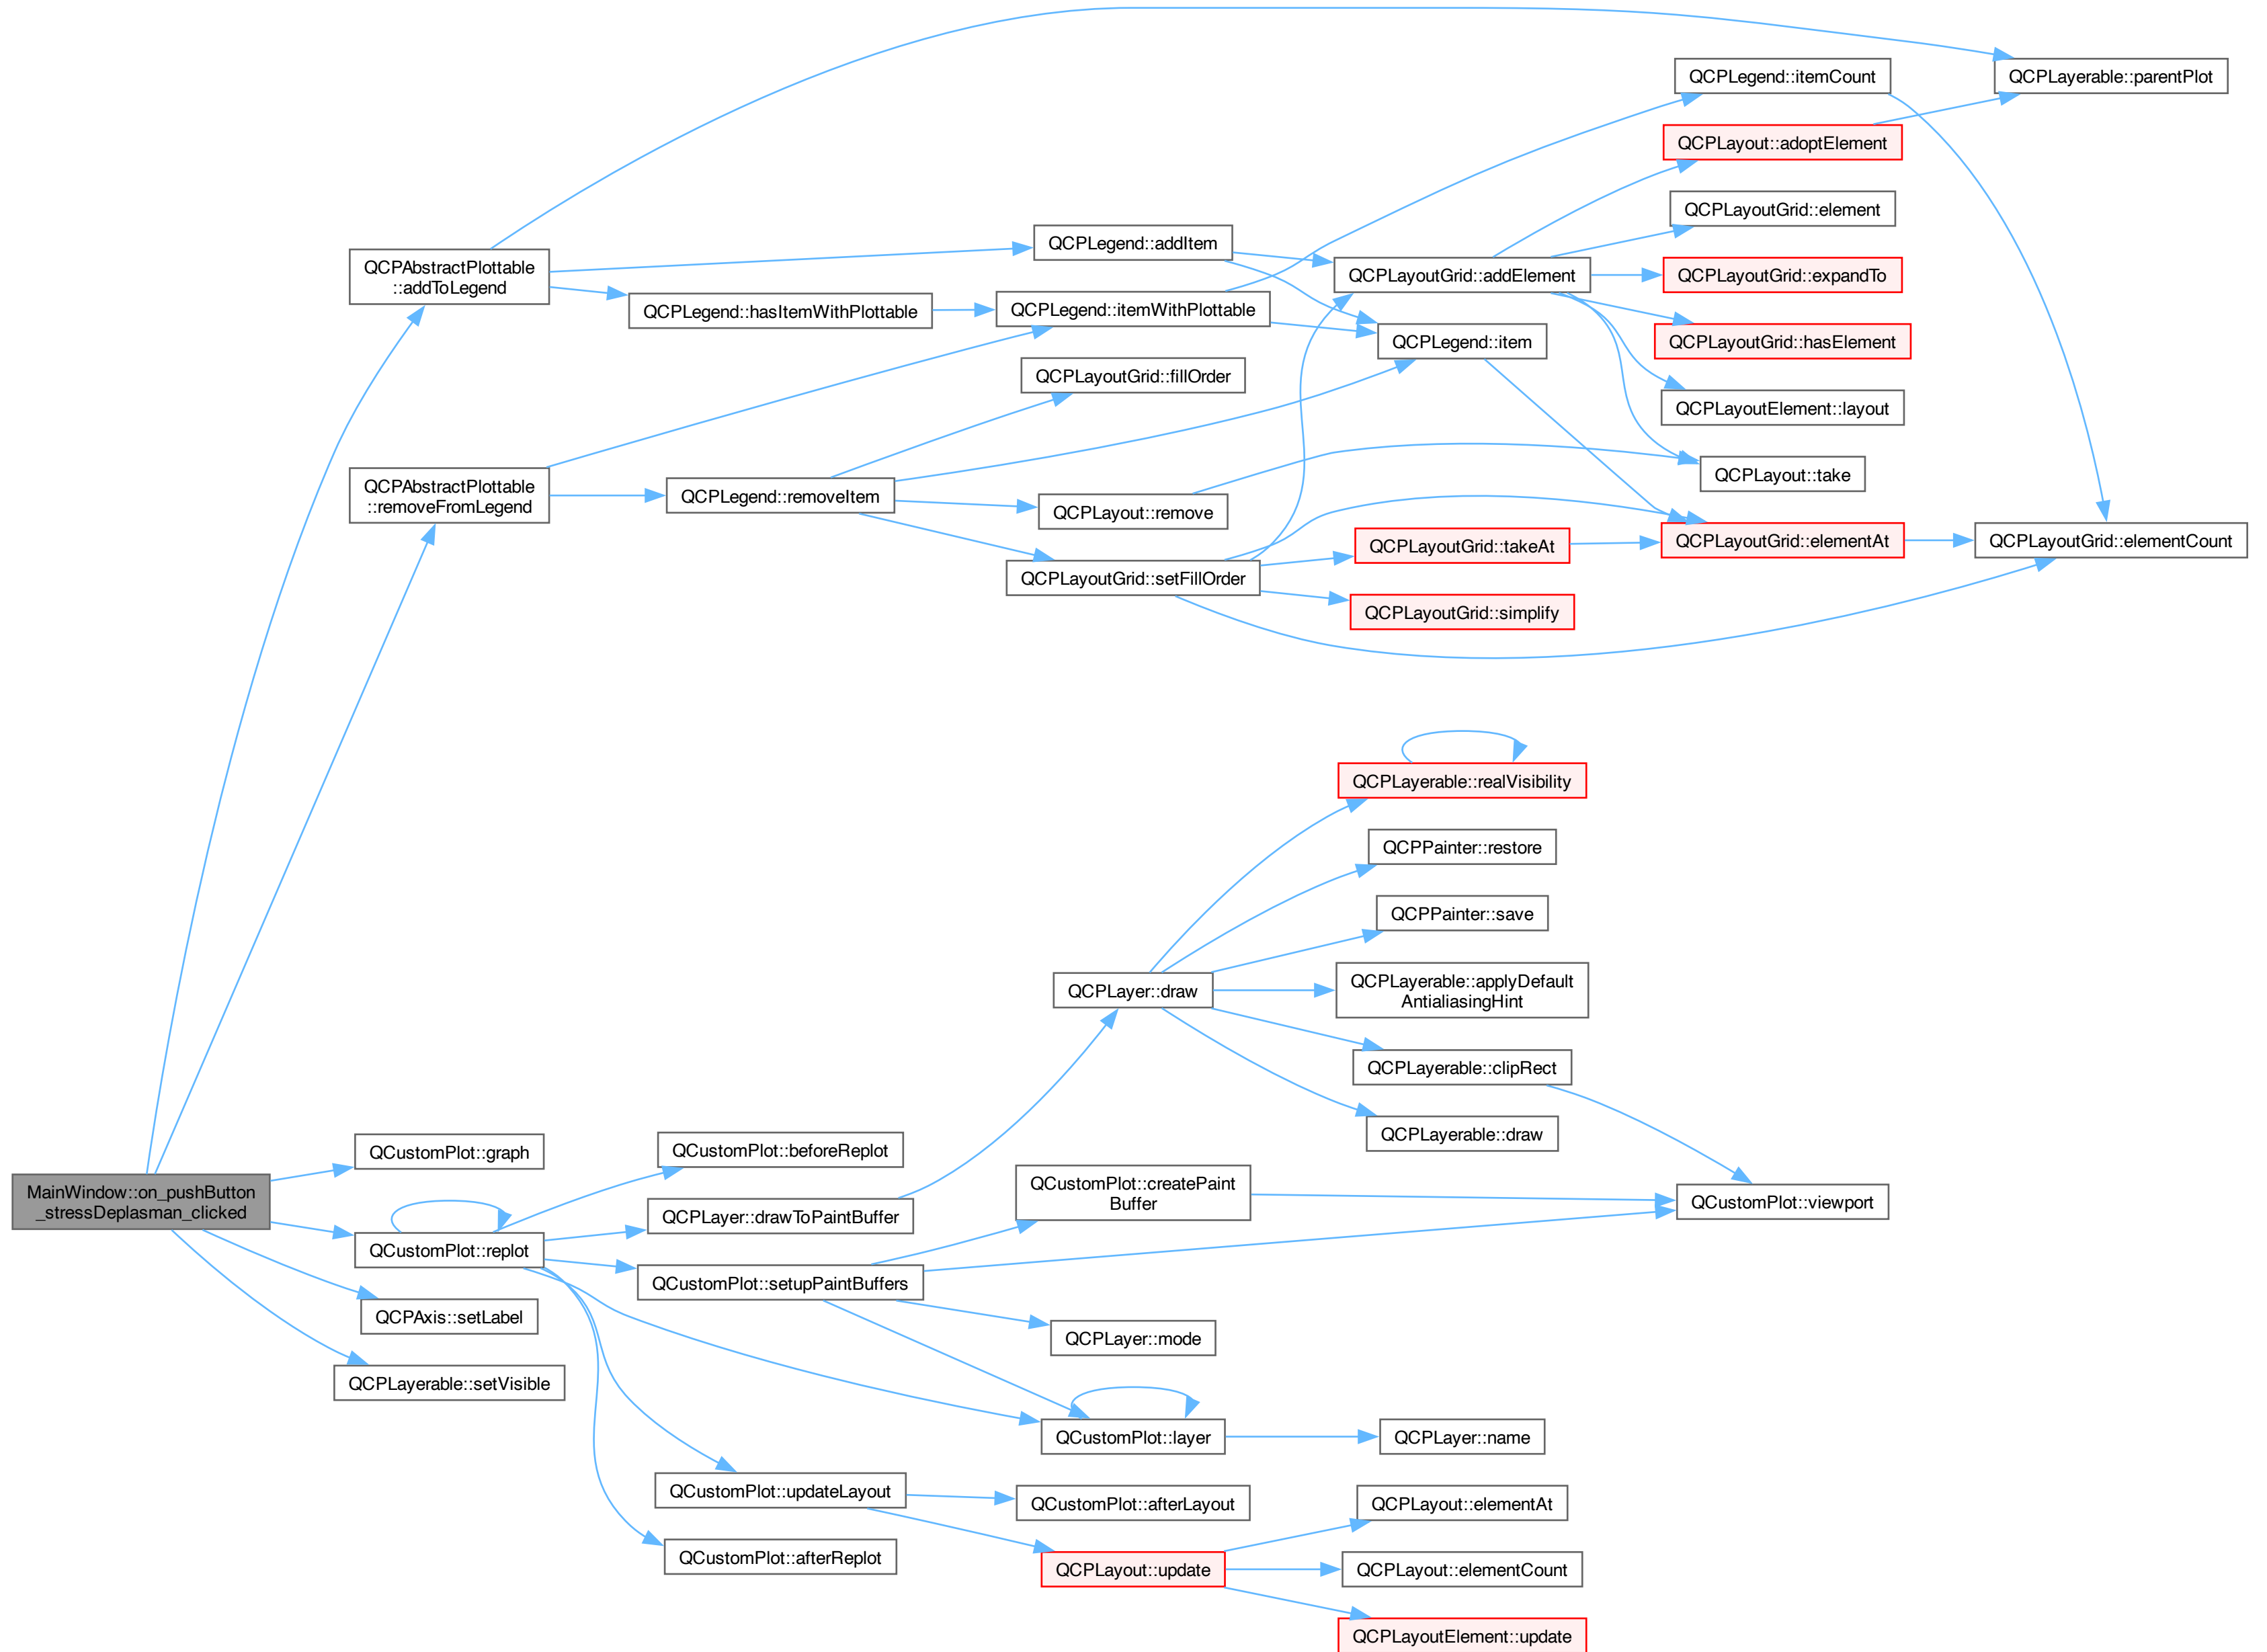 QCPLegend::itemCount
QCPLayerable::parentPlot
QCPLayout::adoptElement
QCPLayoutGrid::element
QCPAbstractPlottable
::addToLegend
QCPLegend::addItem
QCPLayoutGrid::addElement
QCPLayoutGrid::expandTo
QCPLegend::hasItemWithPlottable
QCPLegend::itemWithPlottable
QCPLegend::item
QCPLayoutGrid::hasElement
QCPLayoutGrid::fillOrder
QCPLayoutElement::layout
QCPAbstractPlottable
::removeFromLegend
QCPLegend::removeItem
QCPLayout::remove
QCPLayout::take
QCPLayoutGrid::setFillOrder
QCPLayoutGrid::takeAt
QCPLayoutGrid::elementAt
QCPLayoutGrid::elementCount
QCPLayoutGrid::simplify
QCPLayerable::realVisibility
QCPPainter::restore
QCPPainter::save
QCPLayer::draw
QCPLayerable::applyDefault
AntialiasingHint
QCPLayerable::clipRect
QCPLayerable::draw
QCustomPlot::graph
QCustomPlot::beforeReplot
MainWindow::on_pushButton
_stressDeplasman_clicked
QCustomPlot::createPaint
Buffer
QCustomPlot::viewport
QCPLayer::drawToPaintBuffer
QCustomPlot::replot
QCustomPlot::setupPaintBuffers
QCPAxis::setLabel
QCPLayer::mode
QCPLayerable::setVisible
QCustomPlot::layer
QCPLayer::name
QCustomPlot::updateLayout
QCustomPlot::afterLayout
QCPLayout::elementAt
QCustomPlot::afterReplot
QCPLayout::update
QCPLayout::elementCount
QCPLayoutElement::update